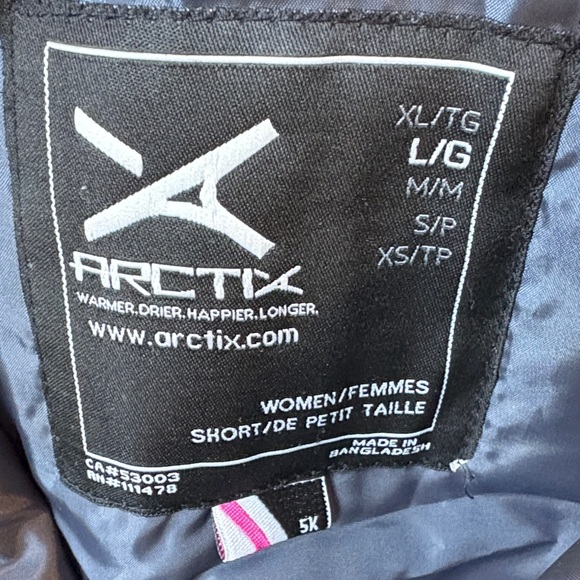 XL/TG
L/G
M/M
S/P
XS/TP
ARCTIX
WARMER.DRIER.HAPPIER.LONGER.
www.arctix.com
WOMEN/FEMMES
SHORT/DE PETIT TAILLE
MADE IN
BANGLADESH
CA#53003
RN#111478
5K